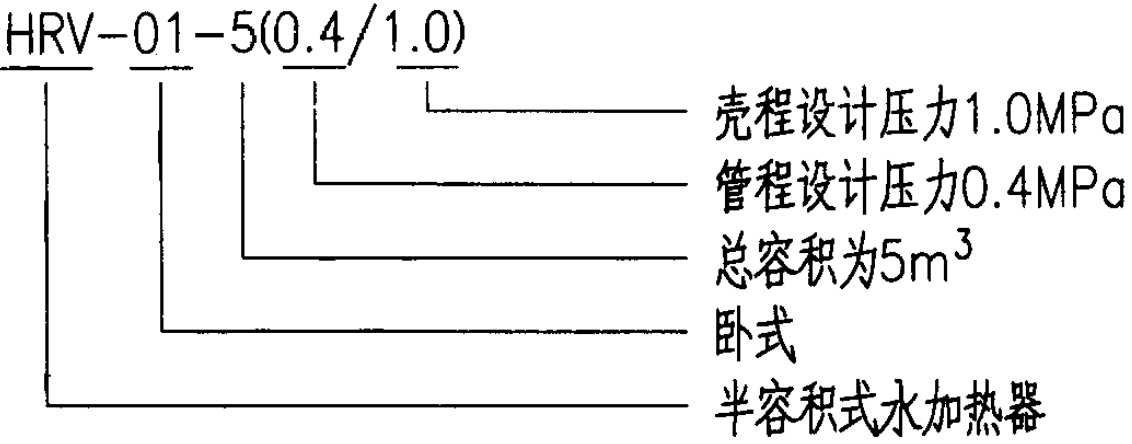 HRV-01-5(0.4/1.0)
壳程设计压力1.0MPa
管程设计压力0.4MPa
总容积为5m³
卧式
半容积式水加热器